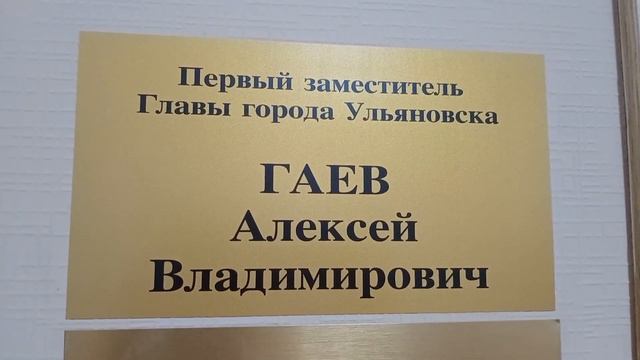 Первый заместитель
Главы города Ульяновска
ГАЕВ
Алексей
Владимирович